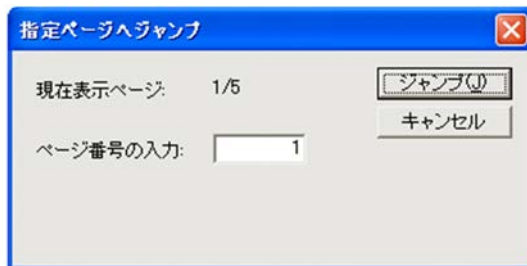 指定ページへジャンプ
現在表示ページ: 1/5
ジャンプ(J)
キャンセル
ページ番号の入力: 1